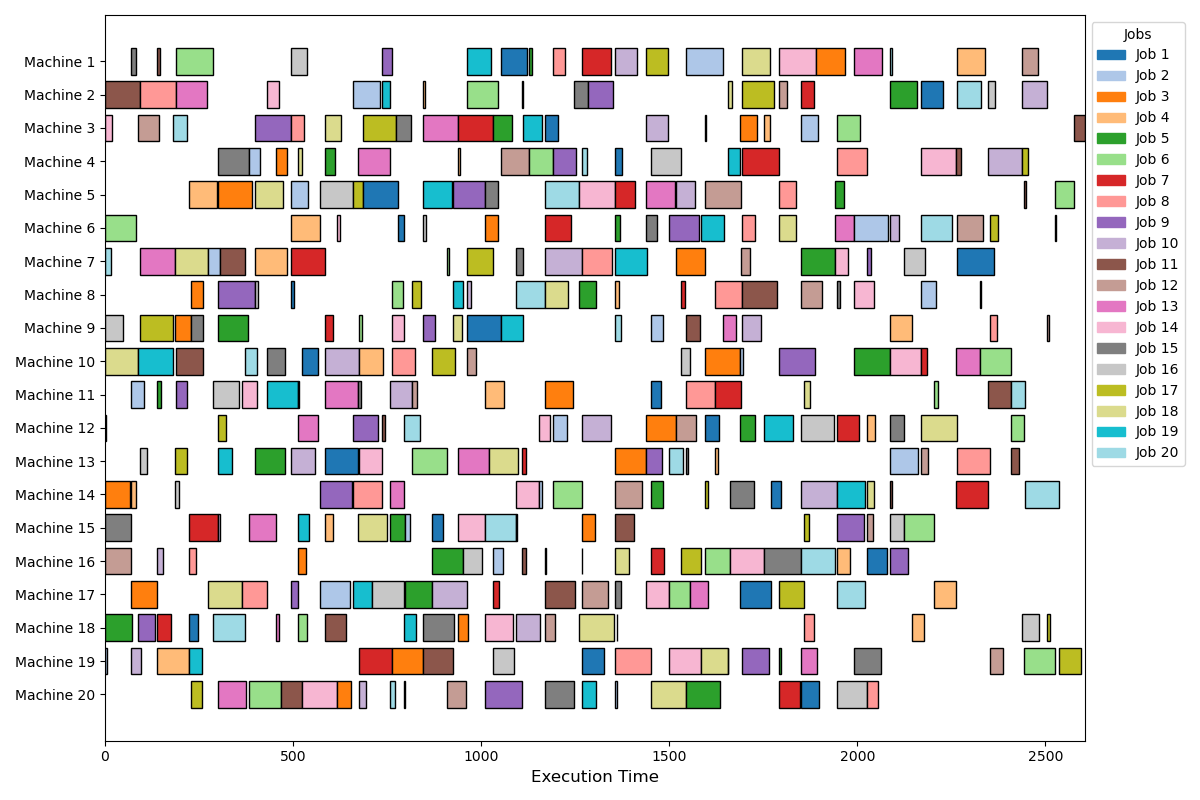 Machine 1
Machine 2
Machine 3
Machine 4
Machine 5
Machine 6
Machine 7
Machine 8
Machine 9
Machine 10
Machine 11
Machine 12
Machine 13
Machine 14
Machine 15
Machine 16
Machine 17
Machine 18
Machine 19
Machine 20
0 500 1000 1500 2000 2500
Execution Time
Jobs
Job 1
Job 2
Job 3
Job 4
Job 5
Job 6
Job 7
Job 8
Job 9
Job 10
Job 11
Job 12
Job 13
Job 14
Job 15
Job 16
Job 17
Job 18
Job 19
Job 20